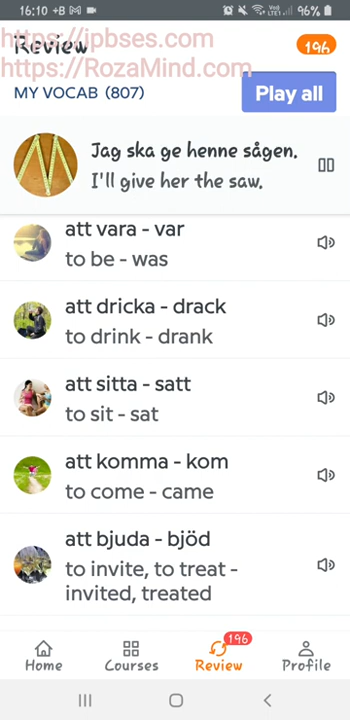 16:10 +B M
VoD LTE1 96%
https://jpbses.com
Review
196
https://RozaMind.com
MY VOCAB (807)
Play all
Jag ska ge henne sågen.
I'll give her the saw.
att vara - var
to be - was
att dricka - drack
to drink - drank
att sitta - satt
to sit - sat
att komma - kom
to come - came
att bjuda - bjöd
to invite, to treat -
invited, treated
196
Home Courses Review Profile